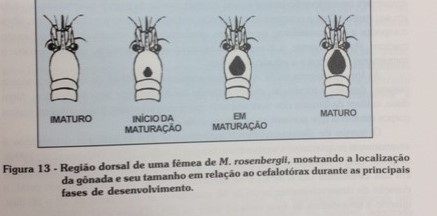 IMATURO
INÍCIO DA
MATURAÇÃO
EM
MATURAÇÃO
MATURO
Figura 13 - Região dorsal de uma fêmea de M. rosenbergii, mostrando a localização
da gônada e seu tamanho em relação ao cefalotórax durante as principais
fases de desenvolvimento.